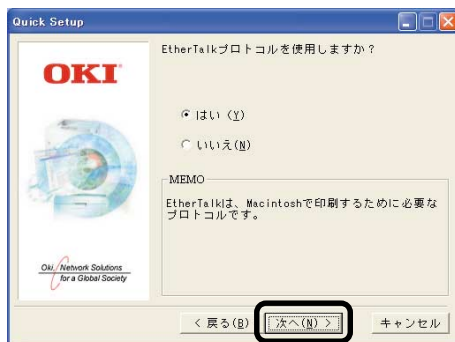 Quick Setup
EtherTalkプロトコルを使用しますか？
OKI
はい (Y)
いいえ(N)
MEMO
EtherTalkは、Macintoshで印刷するために必要な
プロトコルです。
Oki, Network Solutions
for a Global Society
< 戻る(B)
次へ(N) >
キャンセル